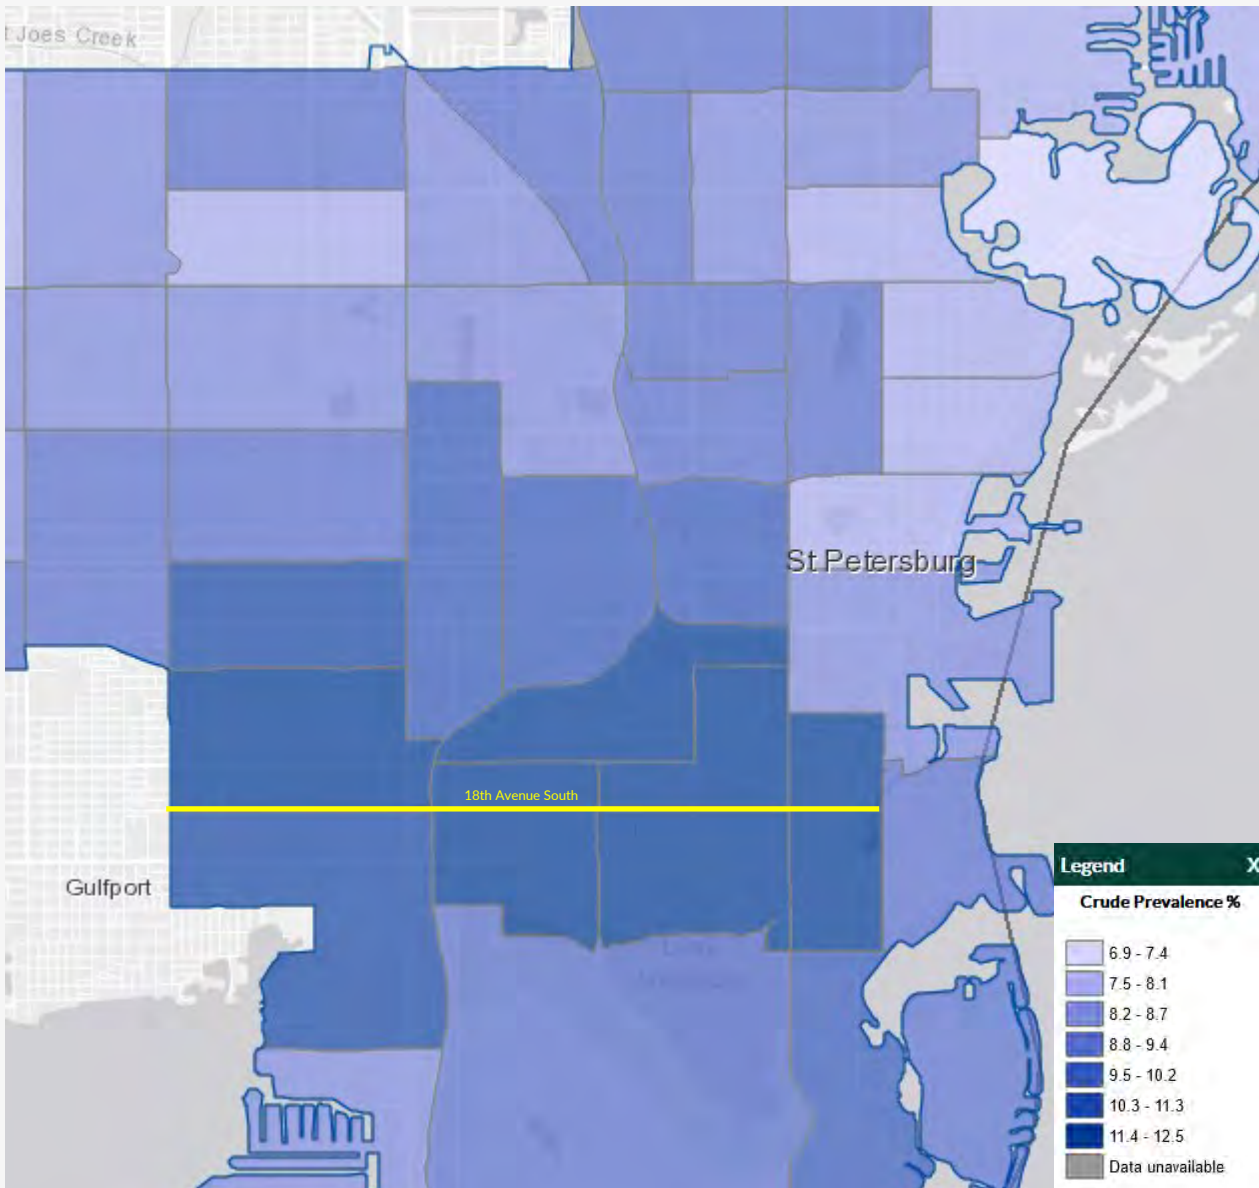 t Joes Creek
St Petersburg
18th Avenue South
Gulfport
Legend X
Crude Prevalence %
6.9 - 7.4
7.5 - 8.1
8.2 - 8.7
8.8 - 9.4
9.5 - 10.2
10.3 - 11.3
11.4 - 12.5
Data unavailable